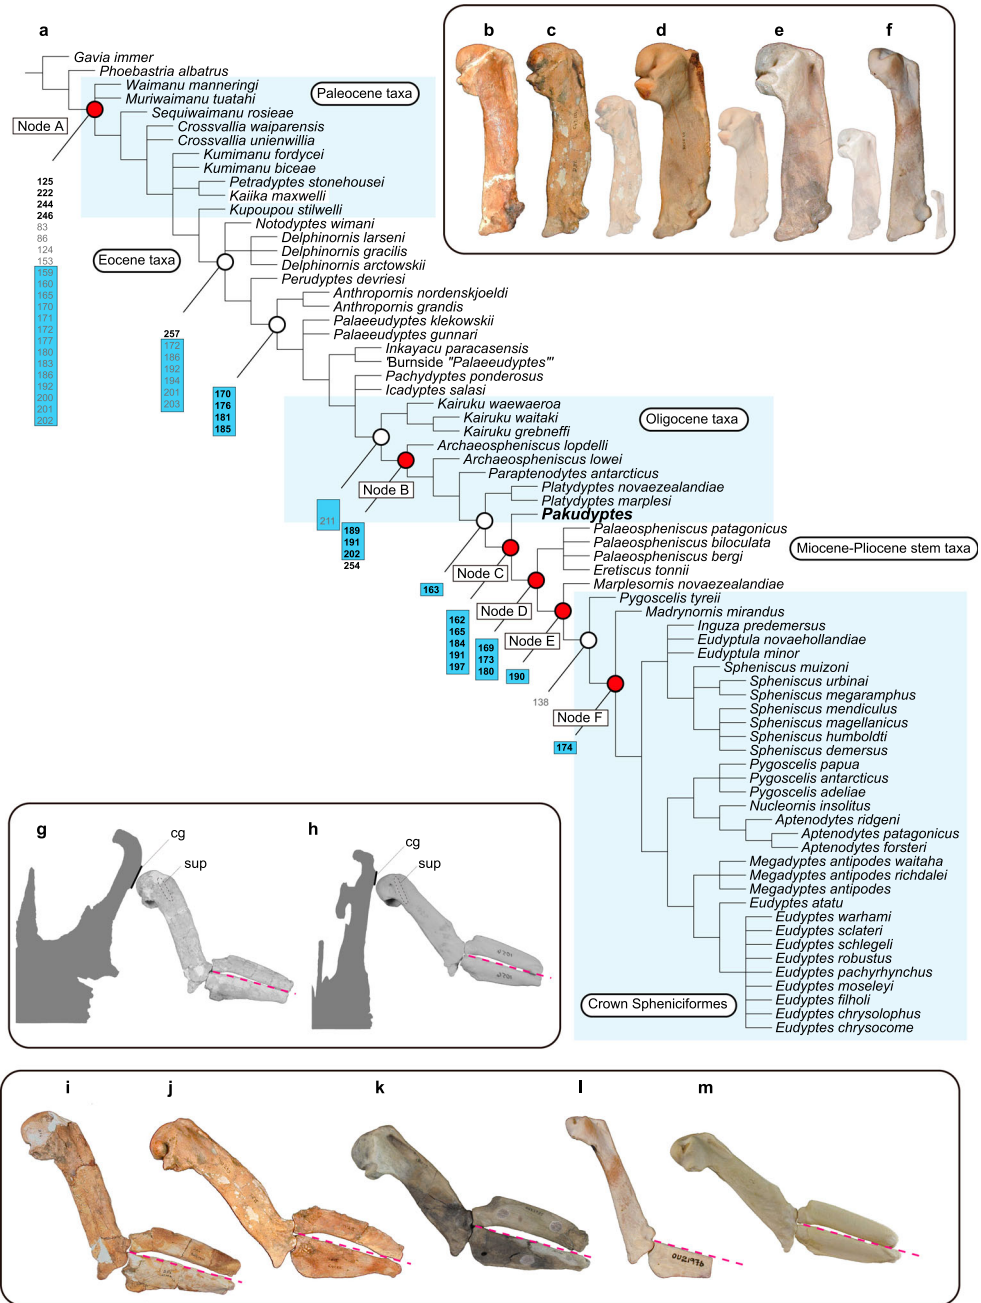 a
Gavia immer
Phoebastria albatrus
Waimanu manneringi
Muriwaimanu tuatahi
Sequiwaimanu rosieae
Crossvallia waiparensis
Crossvallia unienwillia
Kumimanu fordycei
Kumimanu biceae
Petradyptes stonehousei
Kaiika maxwelli
Kupoupou stilwelli
Notodyptes wimani
Delphinornis larseni
Delphinornis gracilis
Delphinornis arctowskii
Perudyptes devriesi
Anthropornis nordenskjoeldi
Anthropornis grandis
Palaeeudyptes klekowskii
Palaeeudyptes gunnari
Inkayacu paracasensis
'Burnside "Palaeeudyptes"'
Pachydyptes ponderosus
Icadyptes salasi
Kairuku waewaeroa
Kairuku waitaki
Kairuku grebneffi
Archaeospheniscus lopdelli
Archaeospheniscus lowei
Paraptenodytes antarcticus
Platydyptes novaezealandiae
Platydyptes marplesi
Pakudyptes
Palaeospheniscus patagonicus
Palaeospheniscus biloculata
Palaeospheniscus bergi
Eretiscus tonnii
Marplesornis novaezealandiae
Pygoscelis tyreii
Madrynornis mirandus
Inguza predemersus
Eudyptula novaehollandiae
Eudyptula minor
Spheniscus muizoni
Spheniscus urbinai
Spheniscus megaramphus
Spheniscus mendiculus
Spheniscus magellanicus
Spheniscus humboldti
Spheniscus demersus
Pygoscelis papua
Pygoscelis antarcticus
Pygoscelis adeliae
Nucleornis insolitus
Aptenodytes ridgeni
Aptenodytes patagonicus
Aptenodytes forsteri
Megadyptes antipodes waitaha
Megadyptes antipodes richdalei
Megadyptes antipodes
Eudyptes atatu
Eudyptes warhami
Eudyptes sclateri
Eudyptes schlegeli
Eudyptes robustus
Eudyptes pachyrhynchus
Eudyptes moseleyi
Eudyptes filholi
Eudyptes chrysolophus
Eudyptes chrysocome
Paleocene taxa
Eocene taxa
Oligocene taxa
Miocene-Pliocene stem taxa
Crown Spheniciformes
Node A
125
222
244
246
83
86
124
153
159
160
165
170
171
172
177
180
183
186
192
200
201
202
257
172
186
192
194
201
203
170
176
181
185
211
Node B
189
191
202
254
163
Node C
162
165
184
191
197
Node D
169
173
180
Node E
190
138
Node F
174
b
c
d
e
f
g
cg
sup
h
cg
sup
i
j
k
l
OU21976
m